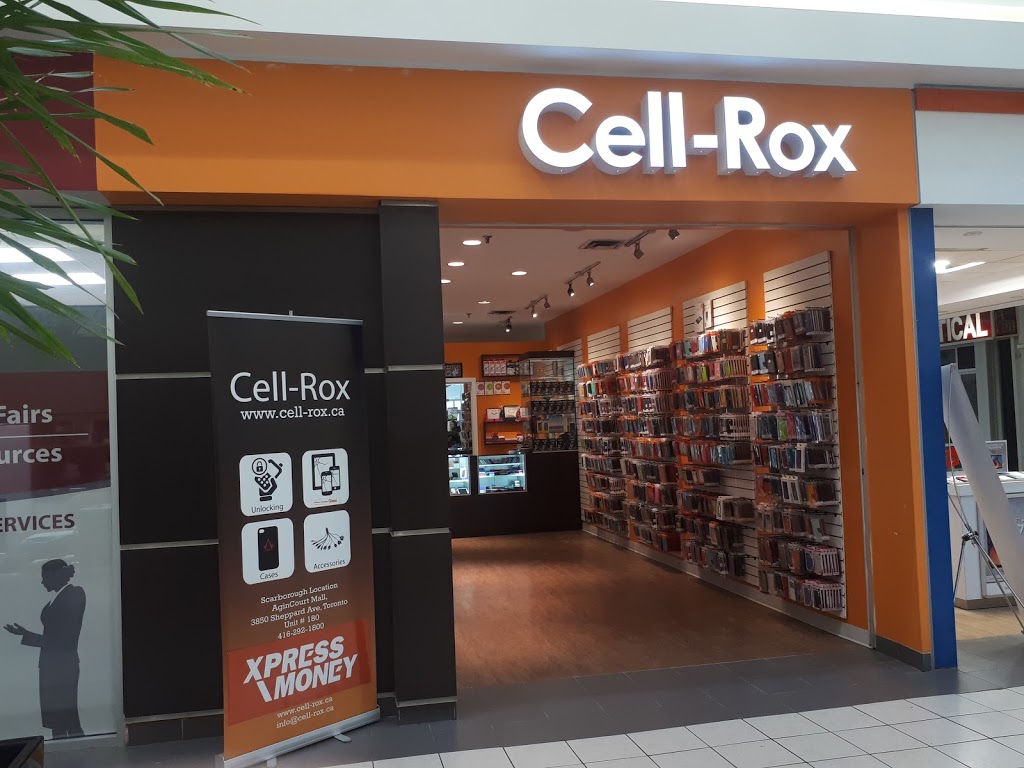 Cell-Rox
TICAL
Fairs
urces
ERVICES
Cell-Rox
www.cell-rox.ca
Unlocking
Cases
Accessories
Scarborough Location
AginCourt Mall,
3850 Sheppard Ave, Toronto
Unit # 180
416-292-1800
XPRESS
MONEY
www.cell-rox.ca
info@cell-rox.ca